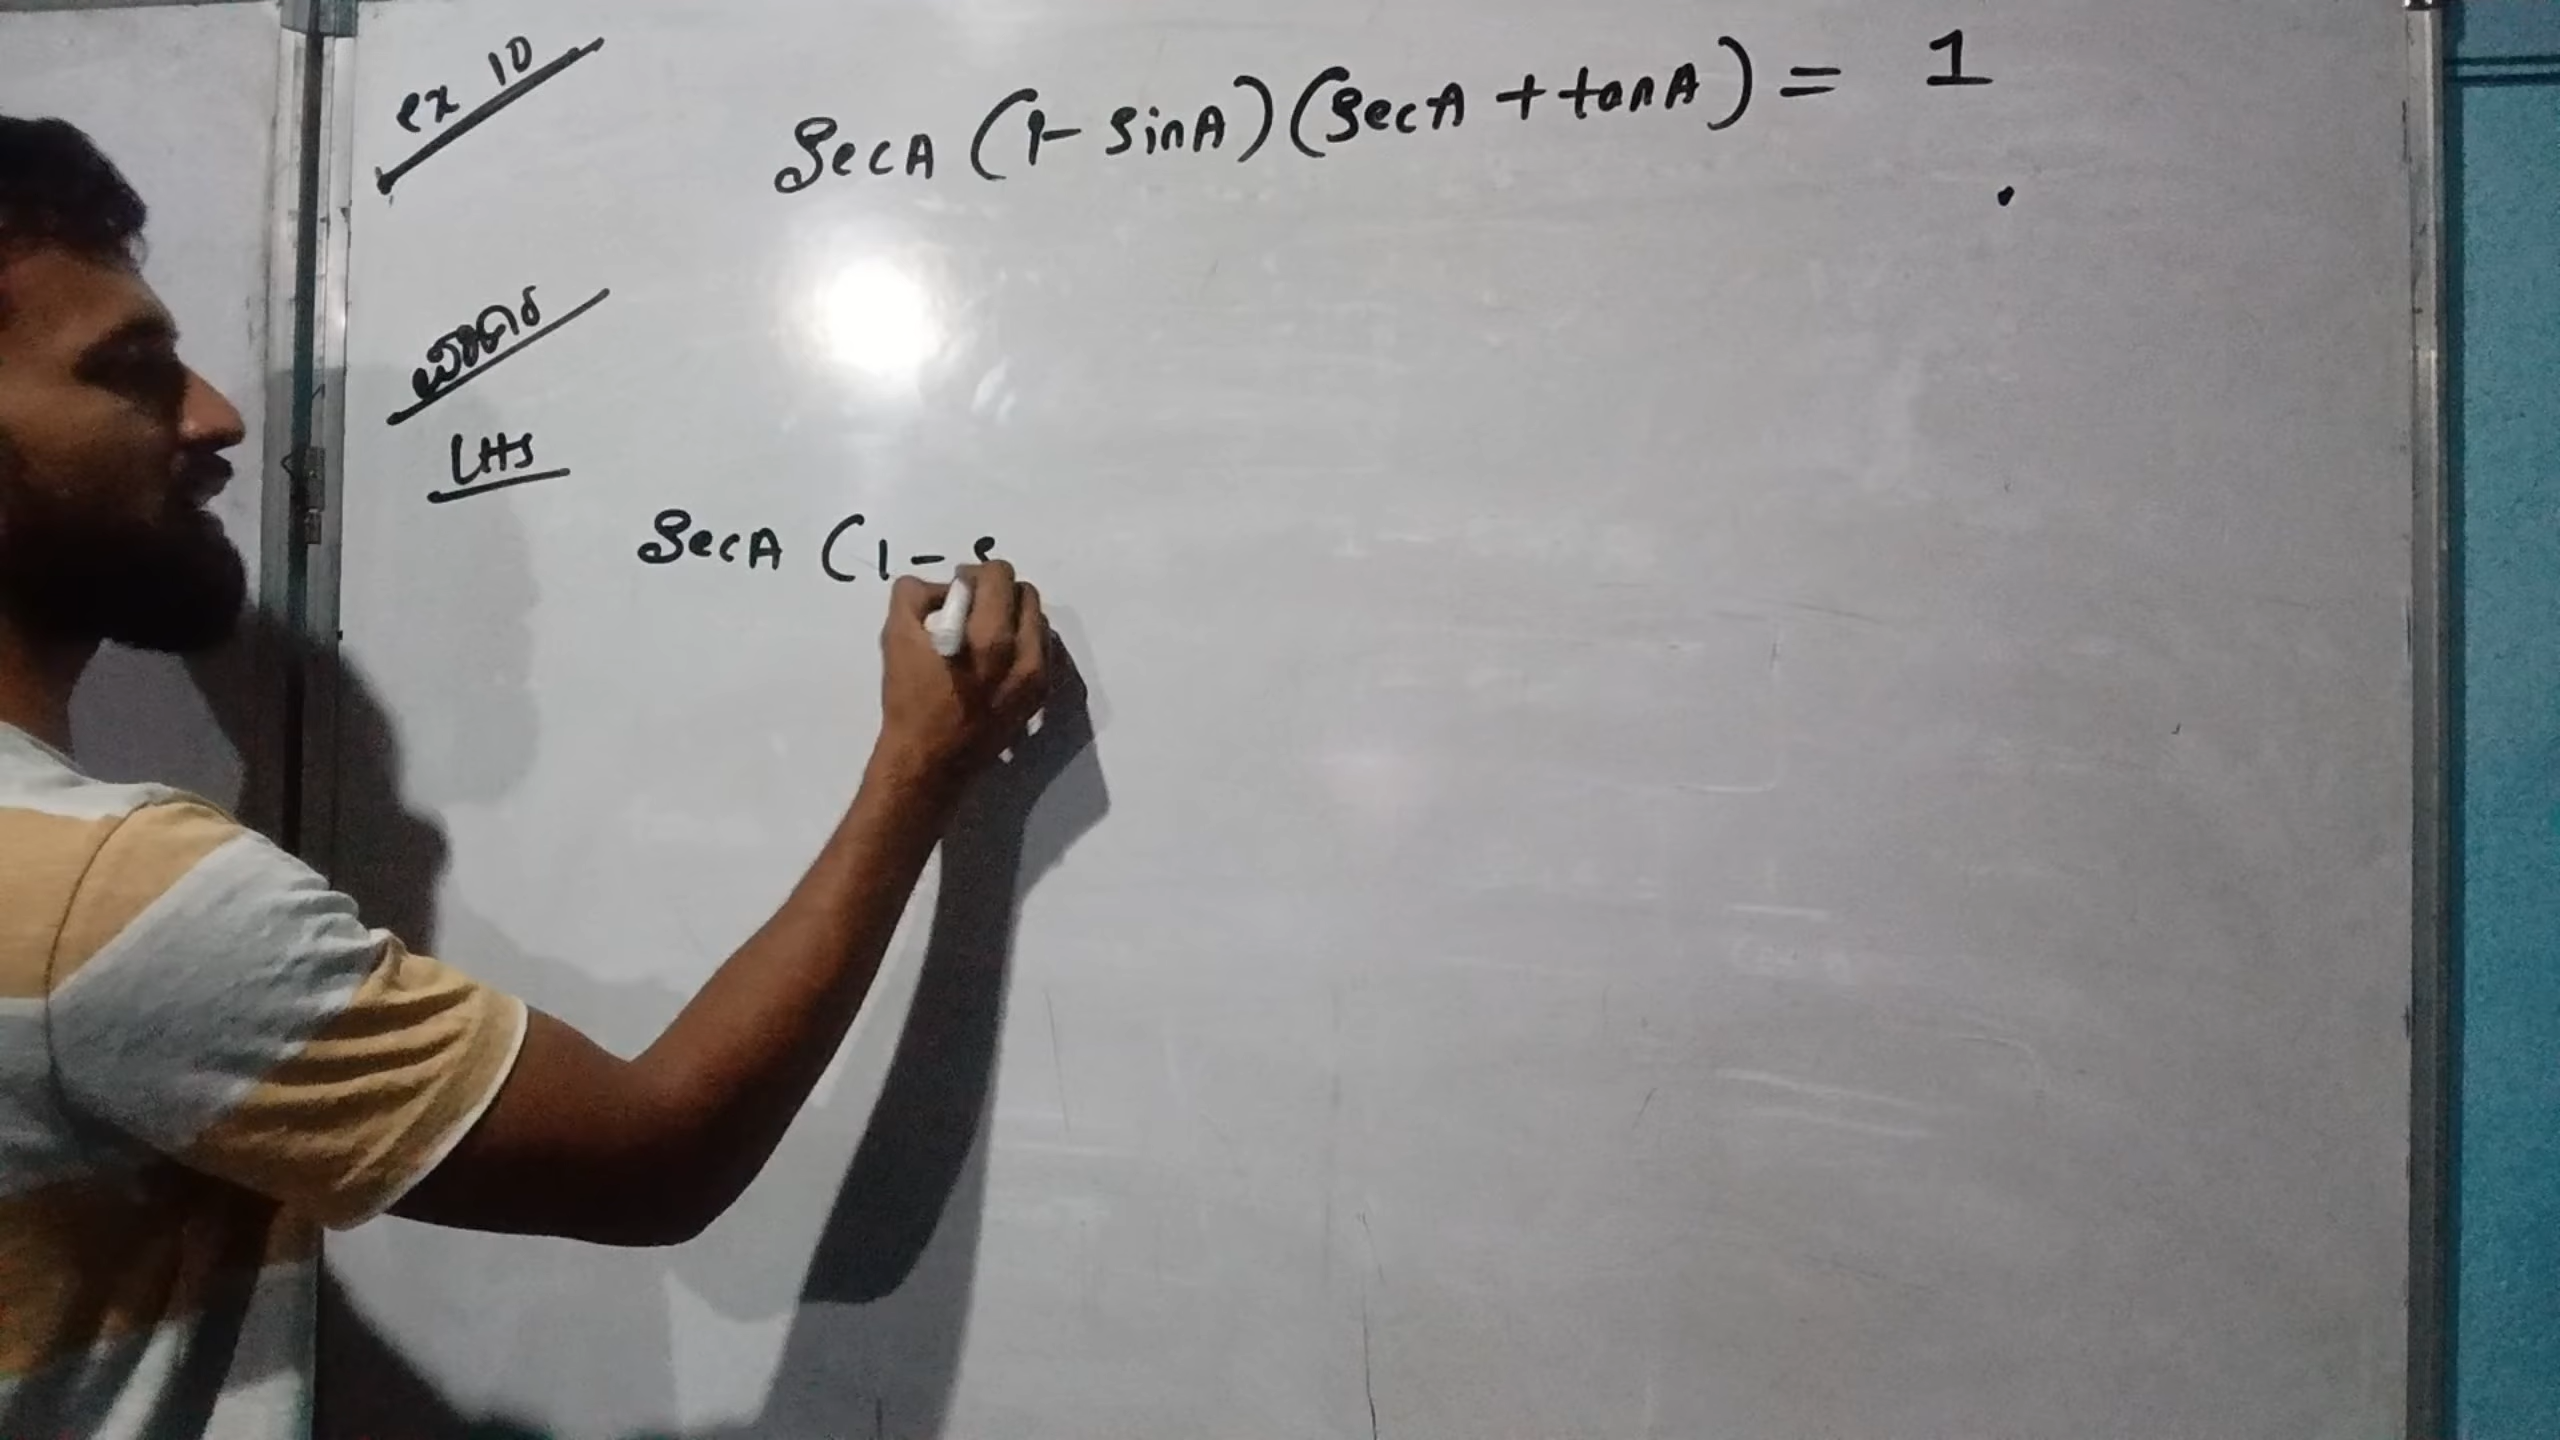 ex 10
SecA (1- sinA)(secA + tanA) = 1
LHS
SecA (1- s